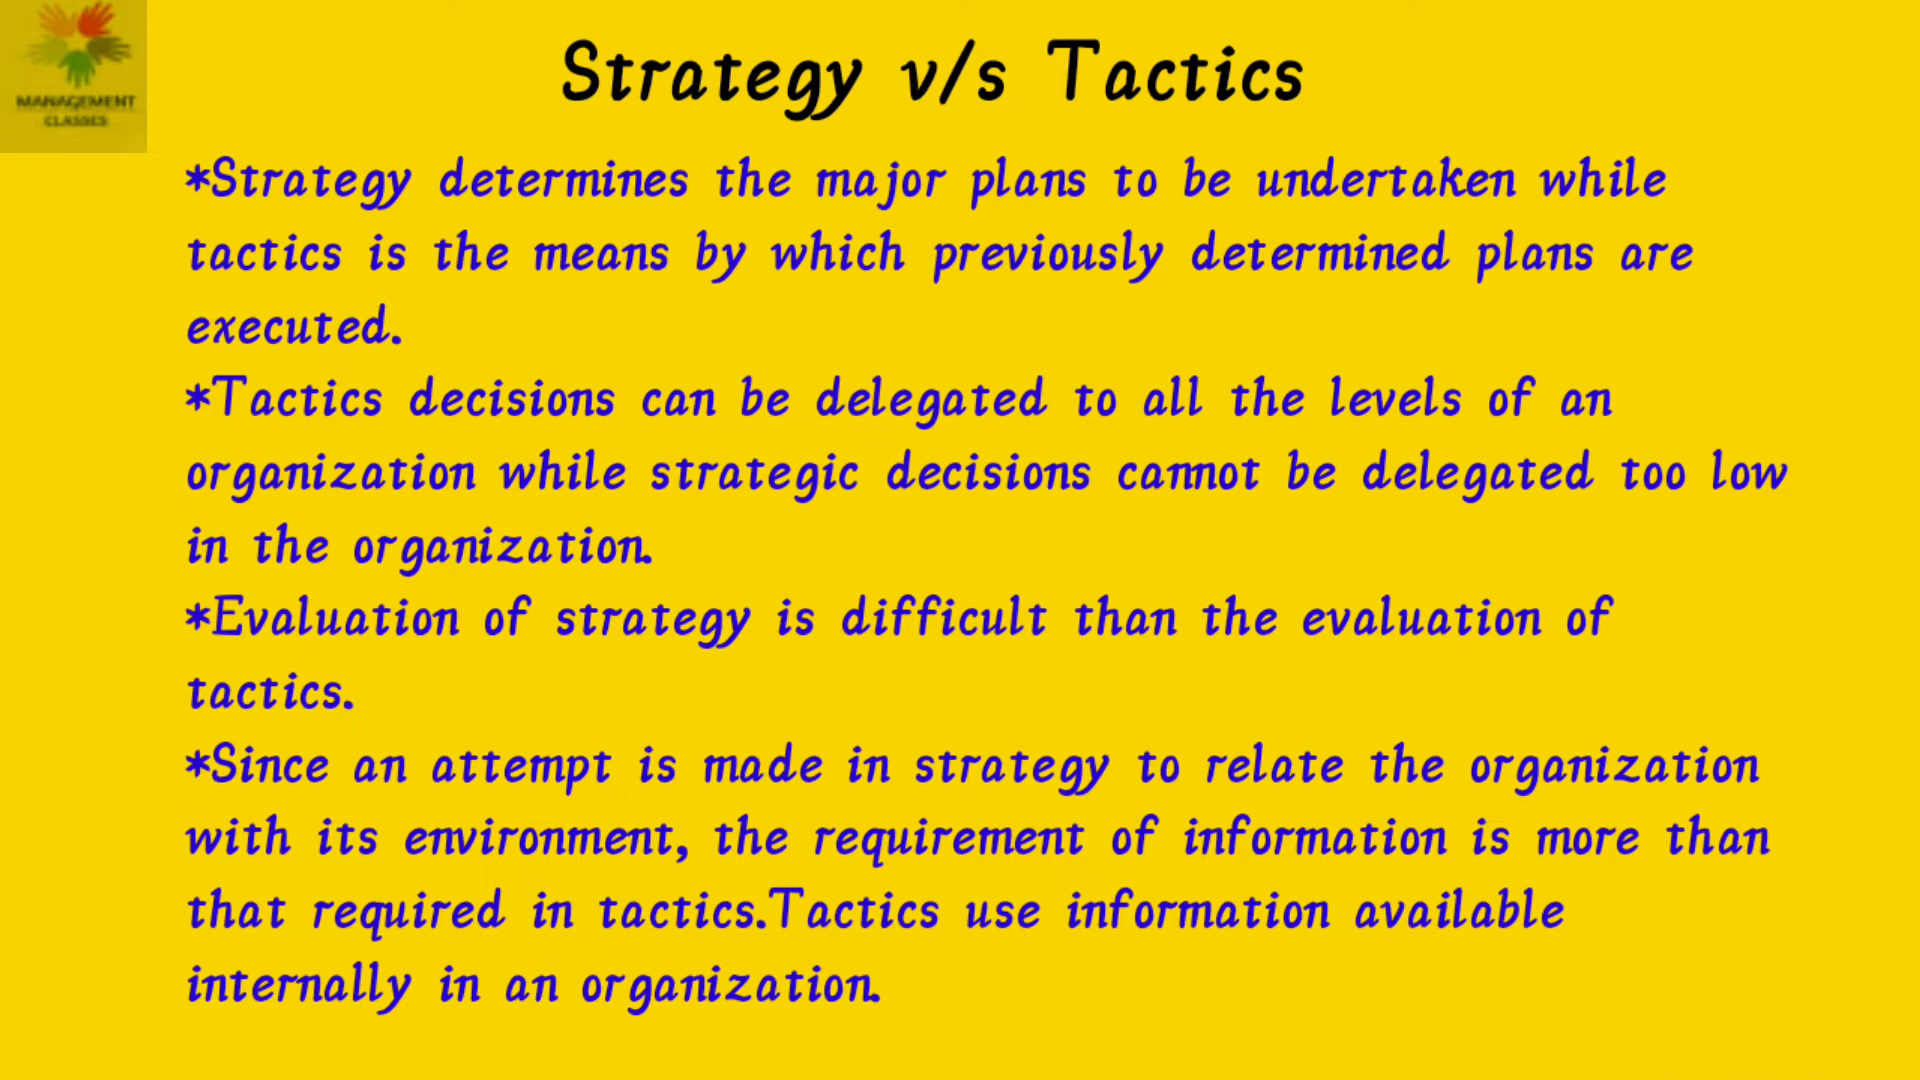 MANAGEMENT
CLASSES
Strategy v/s Tactics
*Strategy determines the major plans to be undertaken while
tactics is the means by which previously determined plans are
executed.
*Tactics decisions can be delegated to all the levels of an
organization while strategic decisions cannot be delegated too low
in the organization.
*Evaluation of strategy is difficult than the evaluation of
tactics.
*Since an attempt is made in strategy to relate the organization
with its environment, the requirement of information is more than
that required in tactics.Tactics use information available
internally in an organization.